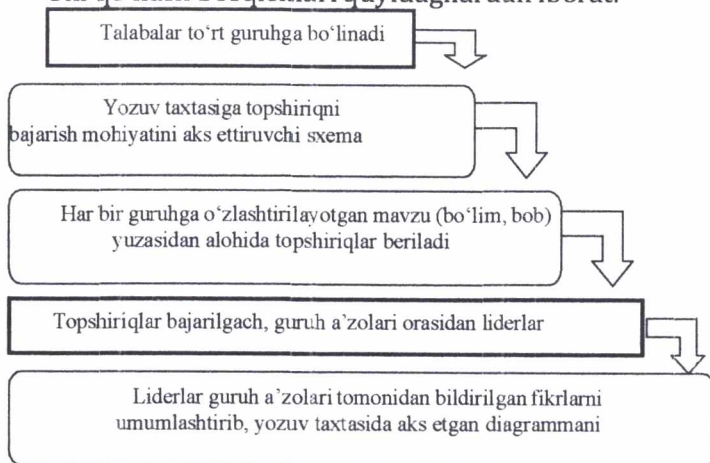 quyidagilardan iborat:
Talabalar to‘rt guruhga bo‘linadi
Yozuv taxtasiga topshiriqni
bajarish mohiyatini aks ettiruvchi sxema
Har bir guruhga o‘zlashtirilayotgan mavzu (bo‘lim, bob)
yuzasidan alohida topshiriqlar beriladi
Topshiriqlar bajarilgach, guruh a’zolari orasidan liderlar
Liderlar guruh a’zolari tomonidan bildirilgan fikrlarni
umumlashtirib, yozuv taxtasida aks etgan diagrammani